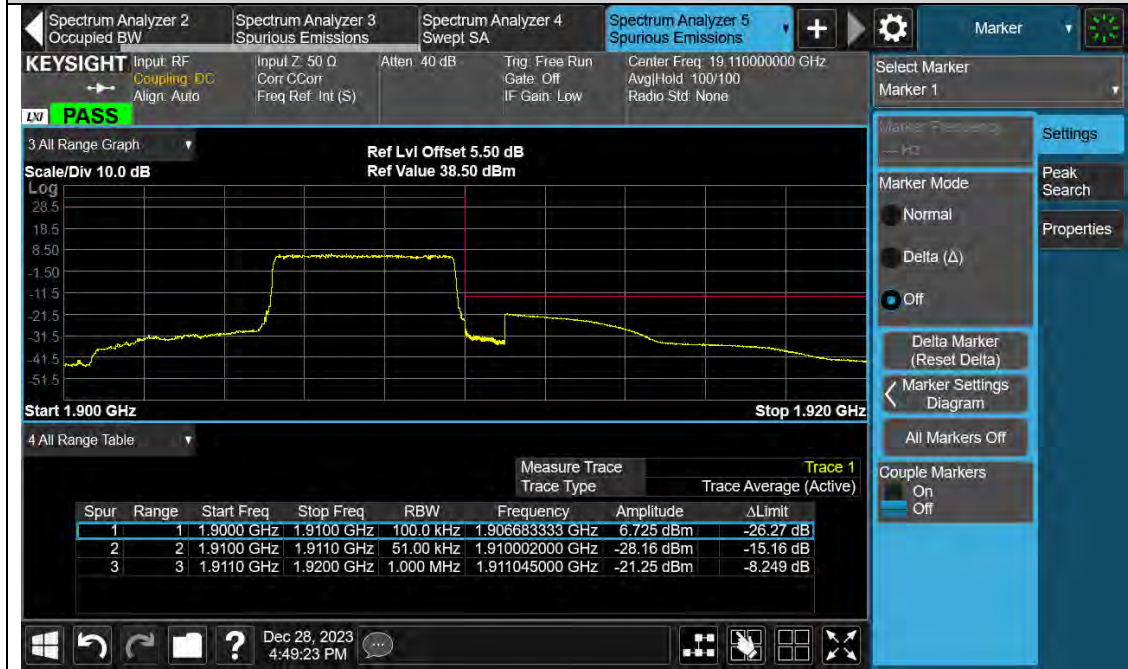 Spectrum Analyzer 2
Occupied BW
Spectrum Analyzer 3
Spurious Emissions
Spectrum Analyzer 4
Swept SA
Spectrum Analyzer 5
Spurious Emissions
Marker
KEYSIGHT
Input: RF
Coupling: DC
Align: Auto
Input Z: 50 Ω
Corr CCorr
Freq Ref: Int (S)
Atten: 40 dB
Trig: Free Run
Gate: Off
IF Gain: Low
Center Freq: 19.110000000 GHz
Avg|Hold: 100/100
Radio Std: None
LXI PASS
Select Marker
Marker 1
Marker Frequency
--- Hz
Settings
Peak
Search
Properties
Marker Mode
Normal
Delta (Δ)
Off
Delta Marker
(Reset Delta)
Marker Settings
Diagram
All Markers Off
Couple Markers
On
Off
3 All Range Graph
Ref Lvl Offset 5.50 dB
Scale/Div 10.0 dB
Ref Value 38.50 dBm
Log
28.5
18.5
8.50
-1.50
-11.5
-21.5
-31.5
-41.5
-51.5
Start 1.900 GHz
Stop 1.920 GHz
4 All Range Table
Measure Trace Trace 1
Trace Type Trace Average (Active)
Spur Range Start Freq Stop Freq RBW Frequency Amplitude ΔLimit
1 1 1.9000 GHz 1.9100 GHz 100.0 kHz 1.906683333 GHz 6.725 dBm -26.27 dB
2 2 1.9100 GHz 1.9110 GHz 51.00 kHz 1.910002000 GHz -28.16 dBm -15.16 dB
3 3 1.9110 GHz 1.9200 GHz 1.000 MHz 1.911045000 GHz -21.25 dBm -8.249 dB
Dec 28, 2023
4:49:23 PM